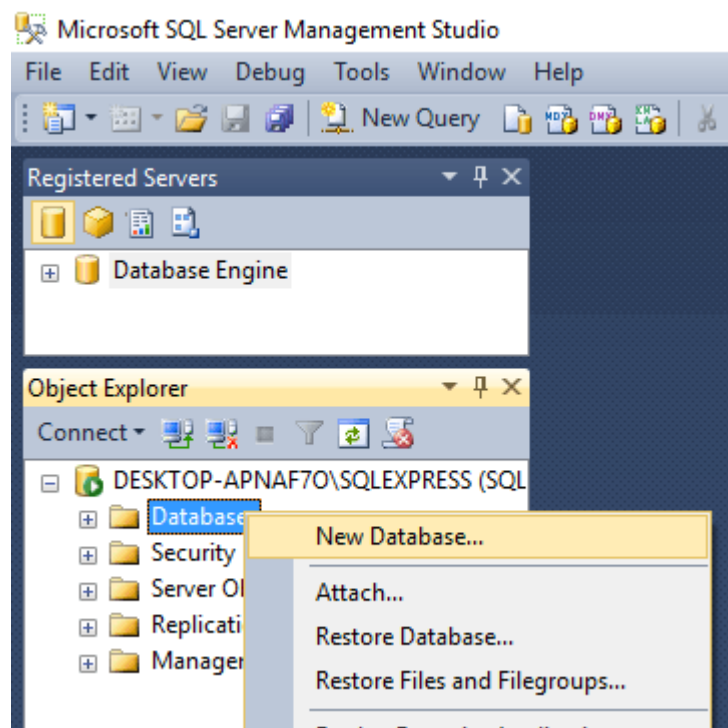 Microsoft SQL Server Management Studio
File Edit View Debug Tools Window Help
New Query
Registered Servers
Database Engine
Object Explorer
Connect
DESKTOP-APNAF7O\SQLEXPRESS (SQL
Database
Security
Server Ol
Replicati
Manager
New Database...
Attach...
Restore Database...
Restore Files and Filegroups...